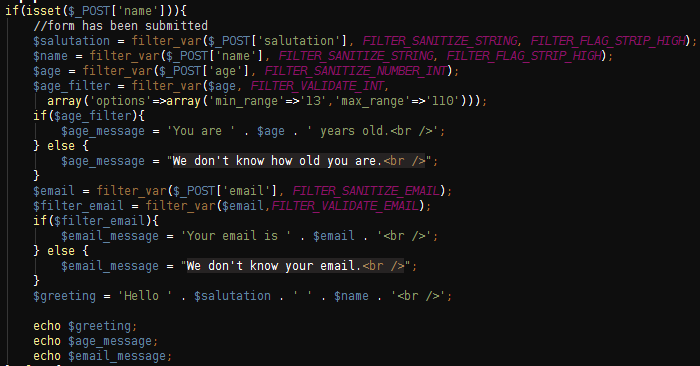 if(isset($_POST['name'])){
//form has been submitted
$salutation = filter_var($_POST['salutation'], FILTER_SANITIZE_STRING, FILTER_FLAG_STRIP_HIGH);
$name = filter_var($_POST['name'], FILTER_SANITIZE_STRING, FILTER_FLAG_STRIP_HIGH);
$age = filter_var($_POST['age'], FILTER_SANITIZE_NUMBER_INT);
$age_filter = filter_var($age, FILTER_VALIDATE_INT,
array('options'=>array('min_range'=>'13','max_range'=>'110')));
if($age_filter){
$age_message = 'You are ' . $age . ' years old.<br />';
} else {
$age_message = "We don't know how old you are.<br />";
}
$email = filter_var($_POST['email'], FILTER_SANITIZE_EMAIL);
$filter_email = filter_var($email,FILTER_VALIDATE_EMAIL);
if($filter_email){
$email_message = 'Your email is ' . $email . '<br />';
} else {
$email_message = "We don't know your email.<br />";
}
$greeting = 'Hello ' . $salutation . ' ' . $name . '<br />';
echo $greeting;
echo $age_message;
echo $email_message;